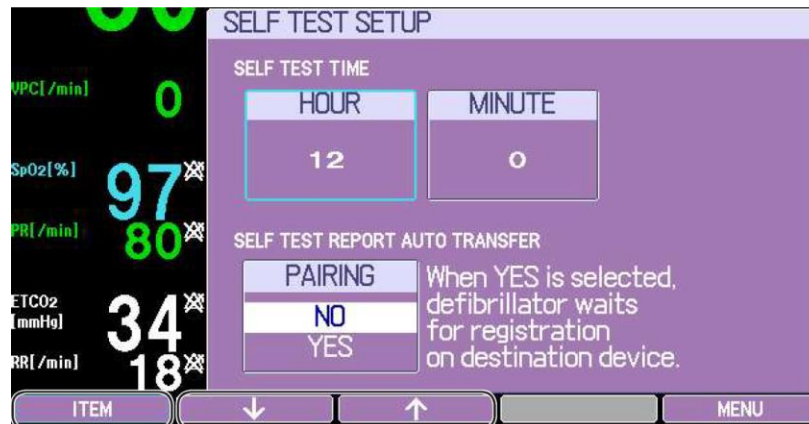 SELF TEST SETUP
VPC[/min]
0
SpO2[%]
97
PR[/min]
80
ETCO2
[mmHg]
34
RR[/min]
18
SELF TEST TIME
HOUR
MINUTE
12
0
SELF TEST REPORT AUTO TRANSFER
PAIRING
NO
YES
When YES is selected,
defibrillator waits
for registration
on destination device.
ITEM
↓
↑
MENU